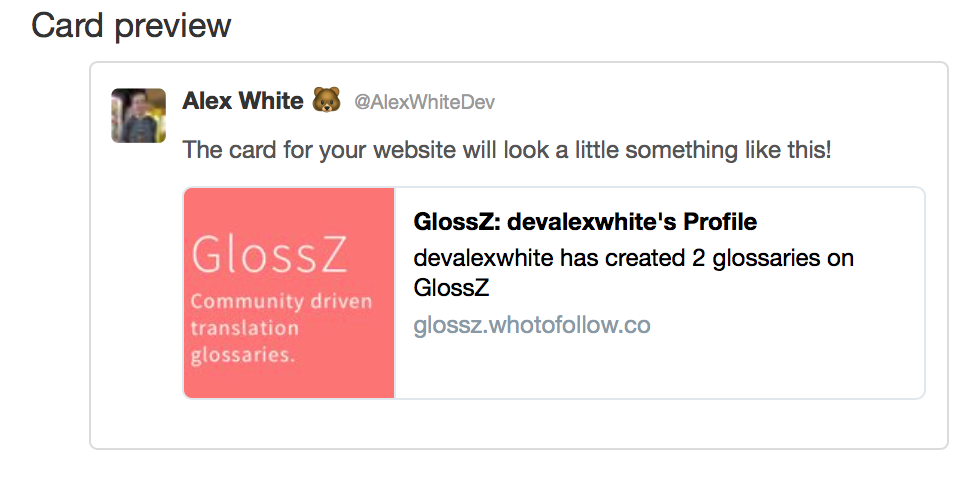 Card preview
Alex White 🐻 @AlexWhiteDev
The card for your website will look a little something like this!
GlossZ
Community driven
translation
glossaries.
GlossZ: devalexwhite's Profile
devalexwhite has created 2 glossaries on
GlossZ
glossz.whotofollow.co